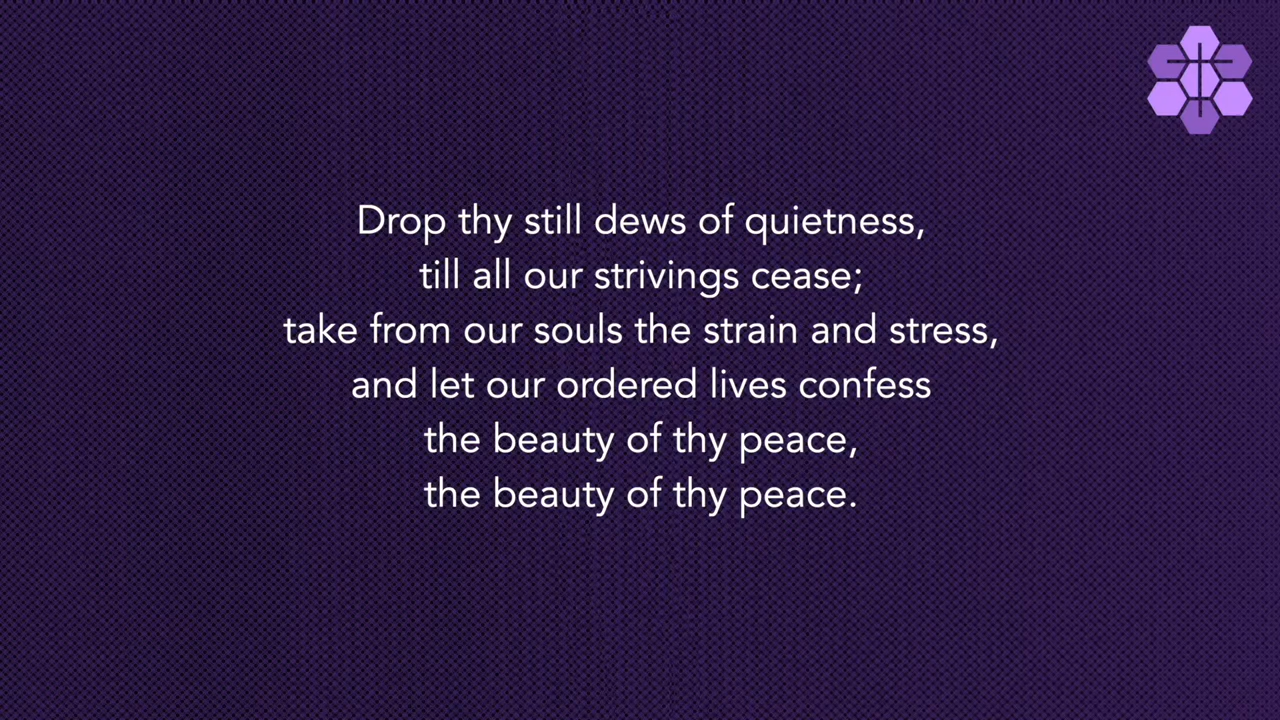 Drop thy still dews of quietness,
till all our strivings cease;
take from our souls the strain and stress,
and let our ordered lives confess
the beauty of thy peace,
the beauty of thy peace.